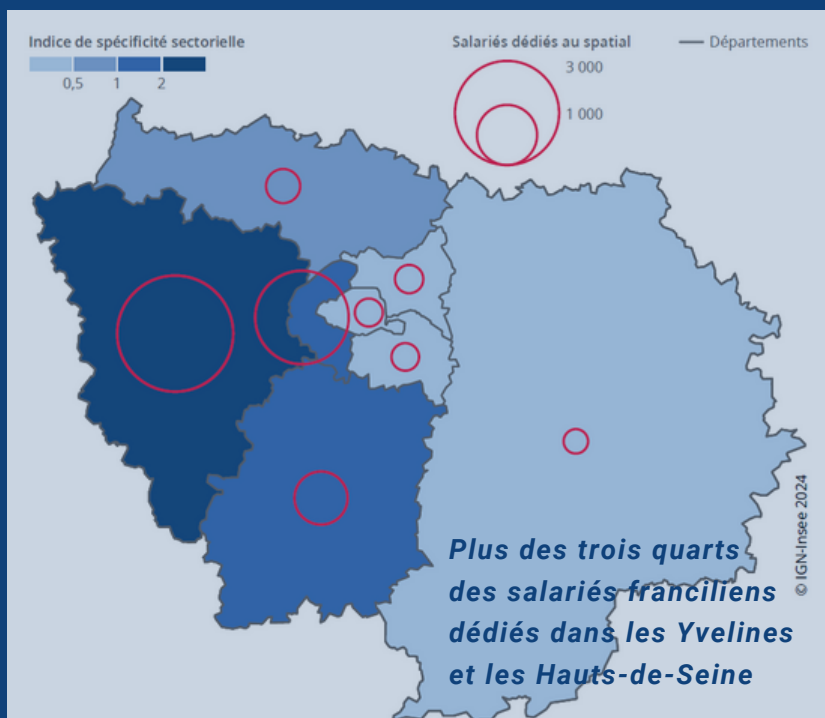 Indice de spécificité sectorielle
0,5 1 2
Salariés dédiés au spatial
3 000
1 000
Départements
Plus des trois quarts
des salariés franciliens
dédiés dans les Yvelines
et les Hauts-de-Seine
© IGN-Insee 2024